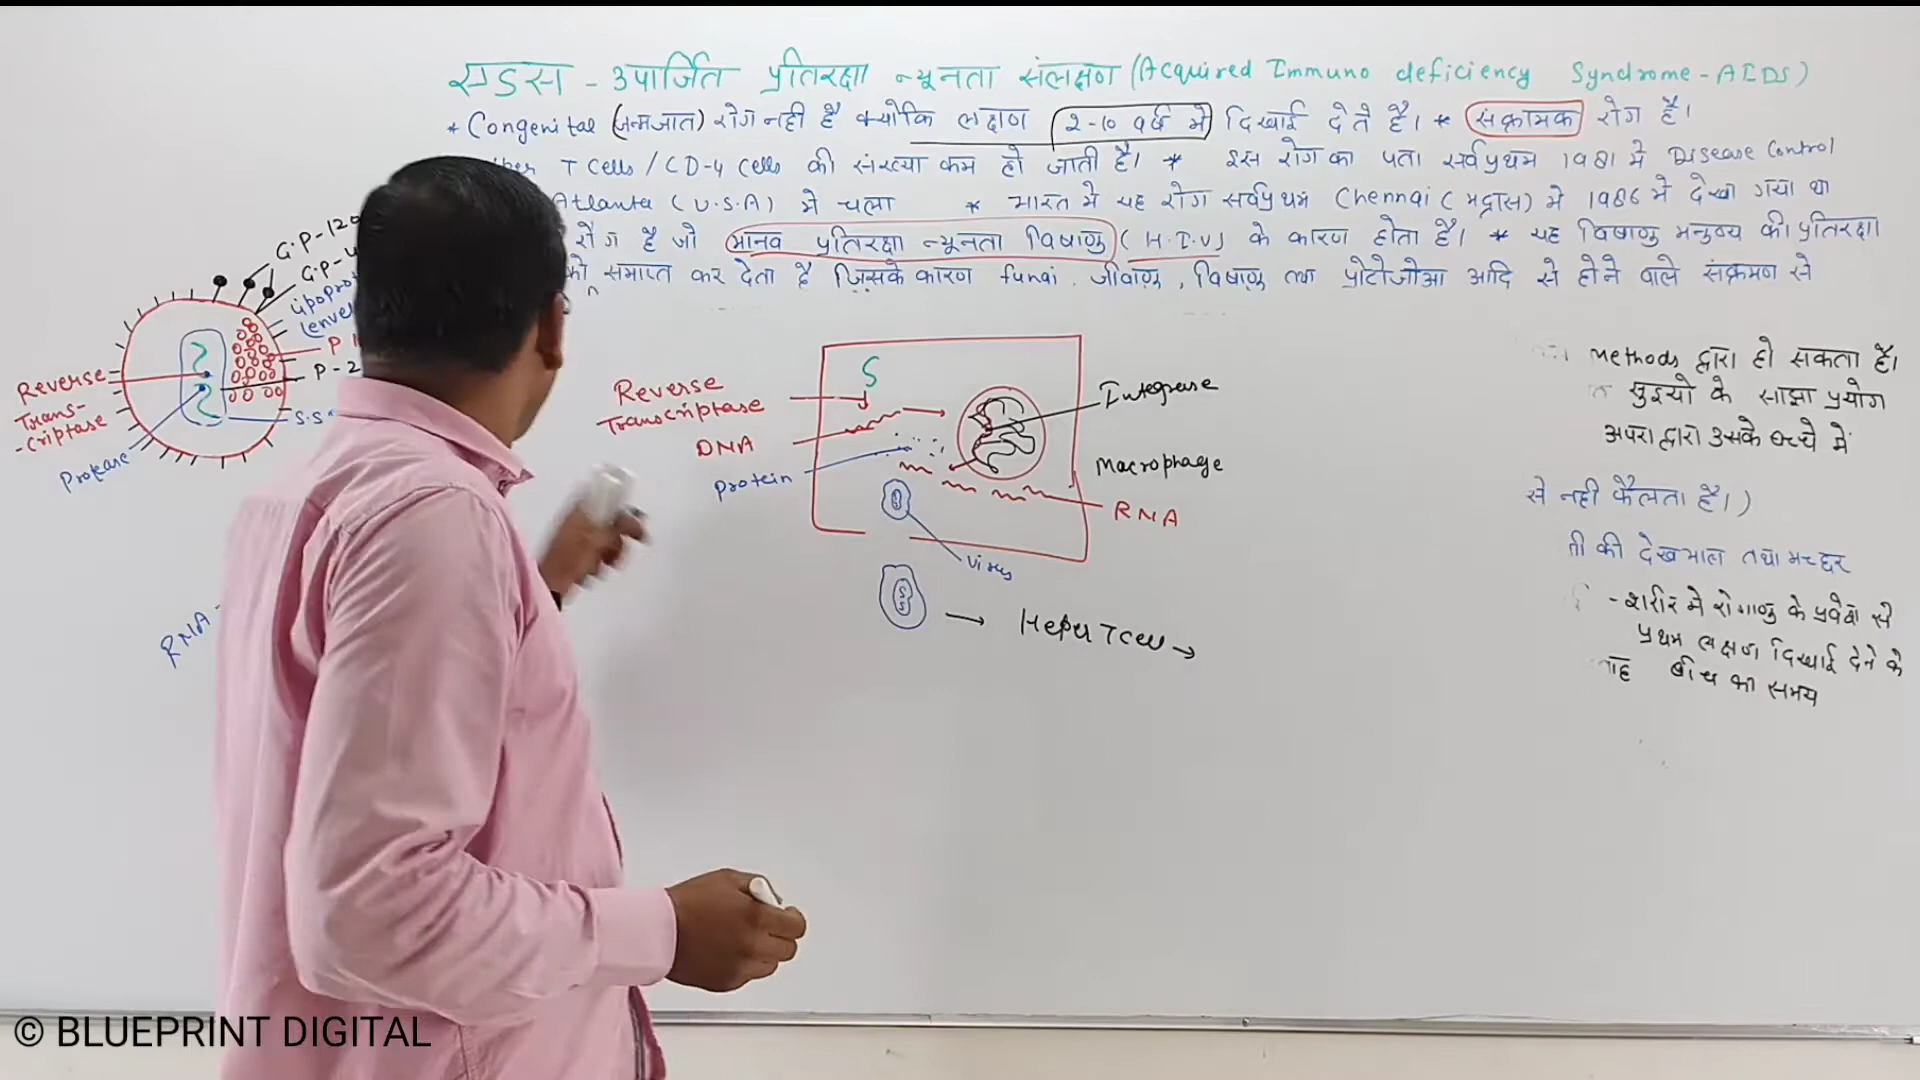 एडस - उपार्जित प्रतिरक्षा न्यूनता संलक्षण (Acquired Immuno deficiency Syndrome - AIDS)
* Congenital (जन्मजात) रोग नही है क्योकि लक्षण 2-10 वर्ष मे दिखाई देते है। * संक्रामक रोग है।
T cells / CD-4 cells की संख्या कम हो जाती है। * इस रोग का पता सर्वप्रथम 1981 मे Disease Control
Atlanta (U.S.A) मे चला * भारत मे यह रोग सर्वप्रथम Chennai (मद्रास) मे 1986 मे देखा गया था
रोग है जो मानव प्रतिरक्षा न्यूनता विषाणु (H.I.V) के कारण होता है। * यह विषाणु मनुष्य की प्रतिरक्षा
को समाप्त कर देता है जिसके कारण fungi, जीवाणु, विषाणु तथा प्रोटोजोआ आदि से होने वाले संक्रमण से
G.P-120
G.P-4
Lipopro
(enve
P 1
P-2
S.S
Reverse
Trans-
-criptase
Protease
RNA -
Reverse
Transcriptase
DNA
Protein
S
Integrase
Macrophage
RNA
Virus
→ Heper T cell →
Methods द्वारा हो सकता है।
सुइयो के साझा प्रयोग
अपरा द्वारा उसके बच्चे मे
से नही फैलता है।)
की देखभाल तथा मच्छर
- शरीर मे रोगाणु के प्रवेश से
प्रथम लक्षण दिखाई देने के
बीच का समय
© BLUEPRINT DIGITAL